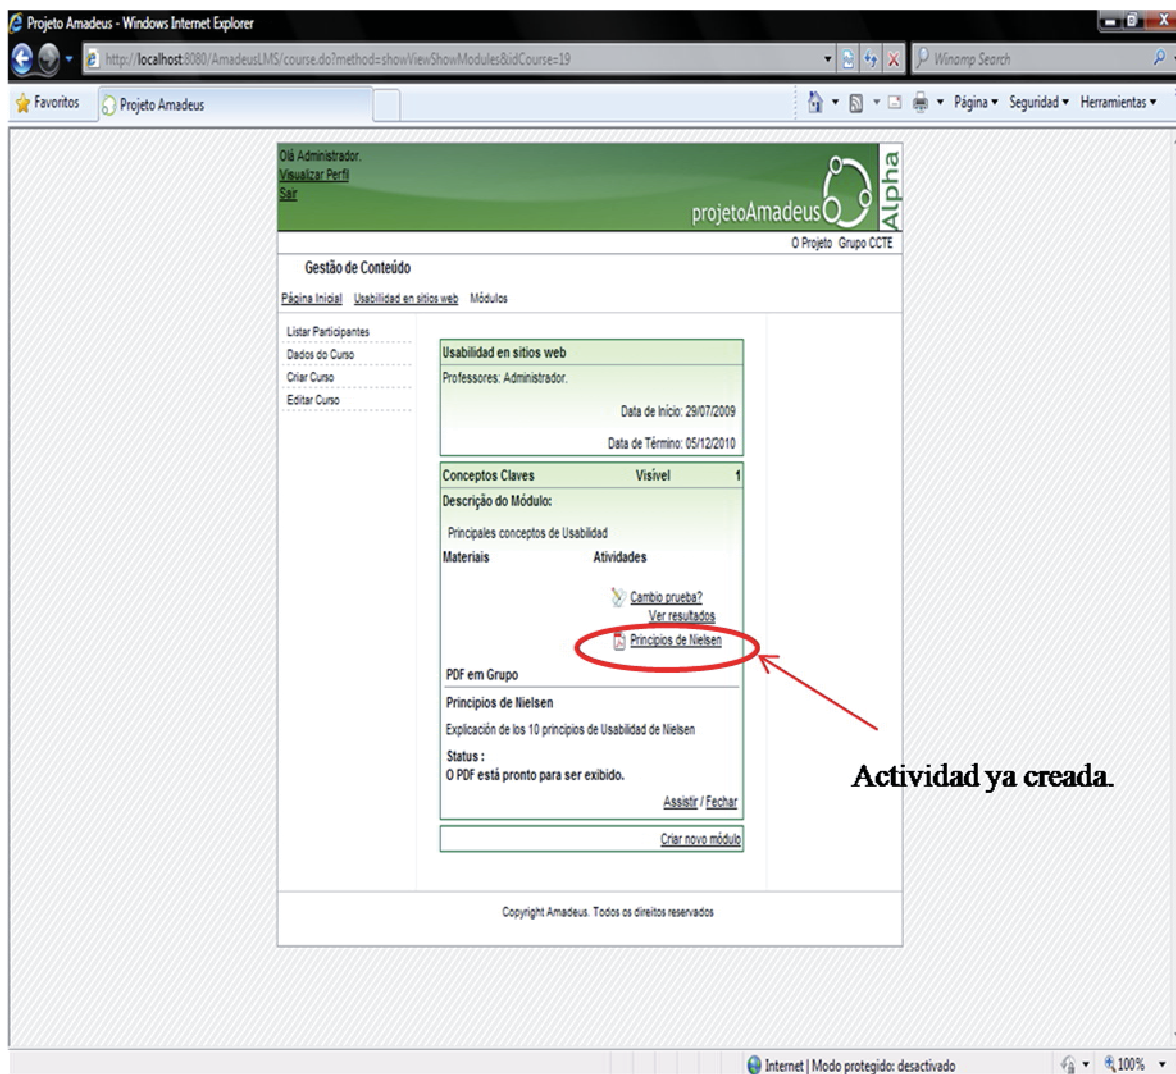 Projeto Amadeus - Windows Internet Explorer
http://localhost:8080/AmadeusLMS/course.do?method=showViewShowModules&idCourse=19
Winamp Search
Favoritos
Projeto Amadeus
Página
Seguridad
Herramientas
Olá Administrador.
Visualizar Perfil
Sair
projetoAmadeus
Alpha
O Projeto Grupo CCTE
Gestão de Conteúdo
Página Inicial Usabilidad en sitios web Módulos
Listar Participantes
Dados do Curso
Criar Curso
Editar Curso
Usabilidad en sitios web
Professores: Administrador.
Data de Início: 29/07/2009
Data de Término: 05/12/2010
Conceptos Claves Visível 1
Descrição do Módulo:
Principales conceptos de Usabilidad
Materiais Atividades
Cambio prueba?
Ver resultados
Principios de Nielsen
PDF em Grupo
Principios de Nielsen
Explicación de los 10 principios de Usabilidad de Nielsen
Status :
O PDF está pronto para ser exibido.
Assistir / Fechar
Criar novo módulo
Actividad ya creada.
Copyright Amadeus. Todos os direitos reservados
Internet | Modo protegido: desactivado
100%